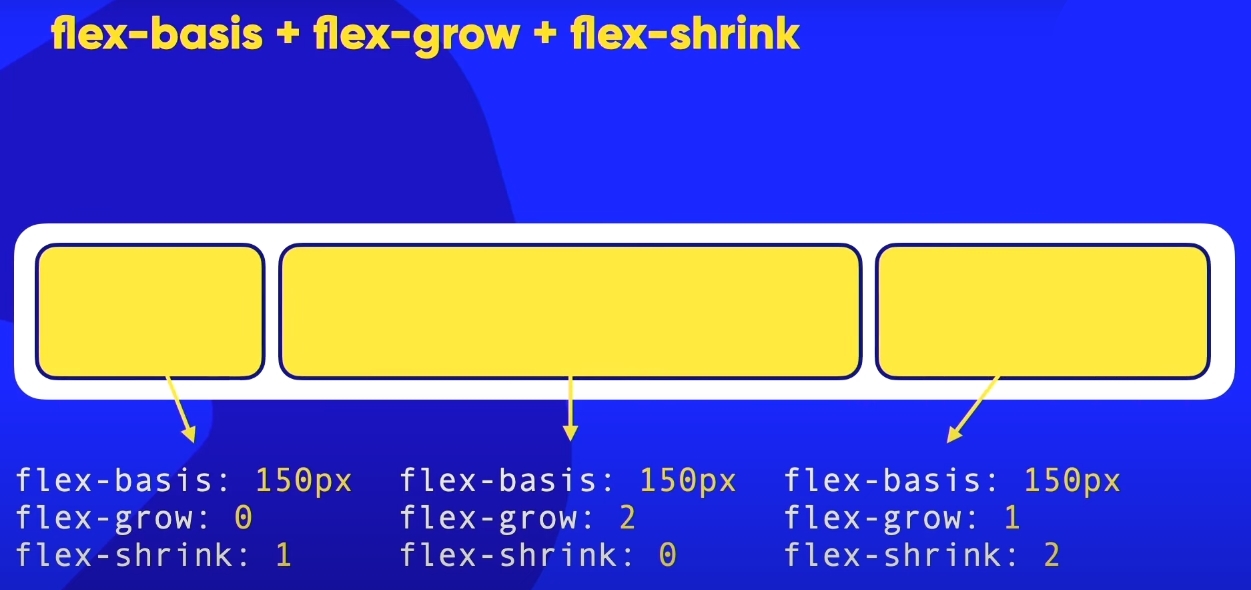 flex-basis + flex-grow + flex-shrink
flex-basis: 150px
flex-grow: 0
flex-shrink: 1
flex-basis: 150px
flex-grow: 2
flex-shrink: 0
flex-basis: 150px
flex-grow: 1
flex-shrink: 2